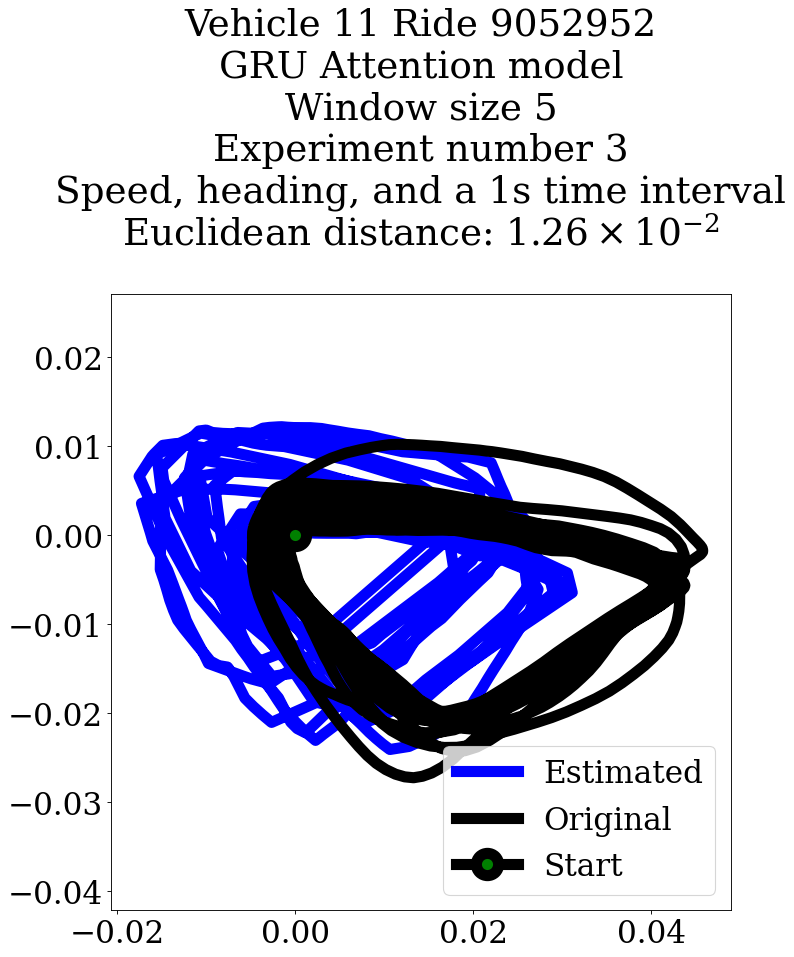 Vehicle 11 Ride 9052952
GRU Attention model
Window size 5
Experiment number 3
Speed, heading, and a 1s time interval
Euclidean distance: 1.26 × 10⁻²
0.02
0.01
0.00
−0.01
−0.02
−0.03
−0.04
Estimated
Original
Start
−0.02
0.00
0.02
0.04